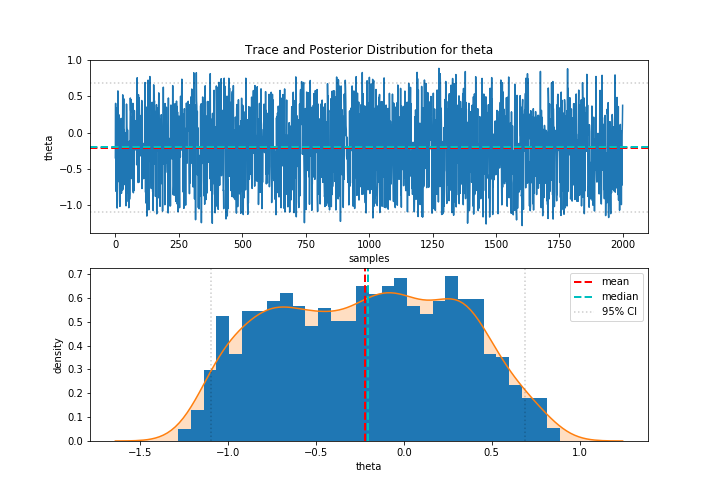 Trace and Posterior Distribution for theta
1.0
0.5
0.0
−0.5
−1.0
theta
0 250 500 750 1000 1250 1500 1750 2000
samples
0.7
0.6
0.5
0.4
0.3
0.2
0.1
0.0
density
mean
median
95% CI
−1.5 −1.0 −0.5 0.0 0.5 1.0
theta